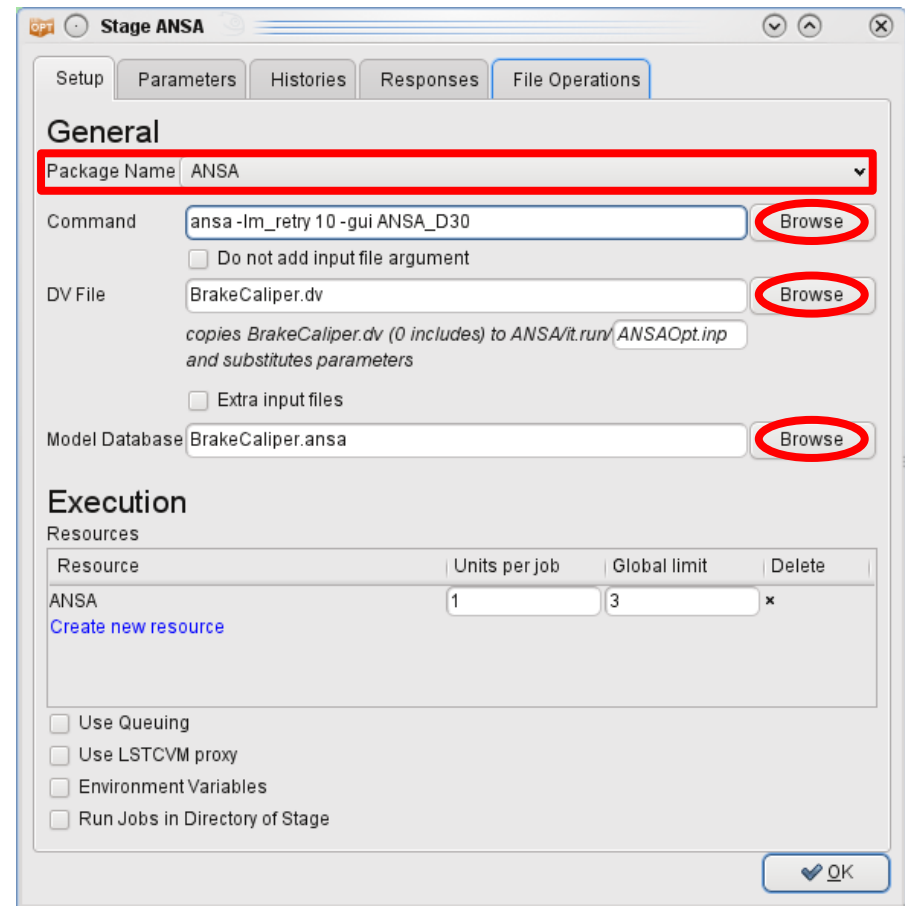 OPT Stage ANSA
Setup Parameters Histories Responses File Operations
General
Package Name ANSA
Command ansa -lm_retry 10 -gui ANSA_D30 Browse
Do not add input file argument
DV File BrakeCaliper.dv Browse
copies BrakeCaliper.dv (0 includes) to ANSA/it.run/ ANSAOpt.inp
and substitutes parameters
Extra input files
Model Database BrakeCaliper.ansa Browse
Execution
Resources
Resource Units per job Global limit Delete
ANSA 1 3 ×
Create new resource
Use Queuing
Use LSTCVM proxy
Environment Variables
Run Jobs in Directory of Stage
OK